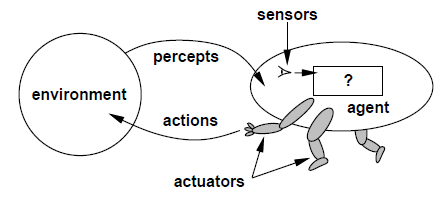 sensors
percepts
?
environment
agent
actions
actuators